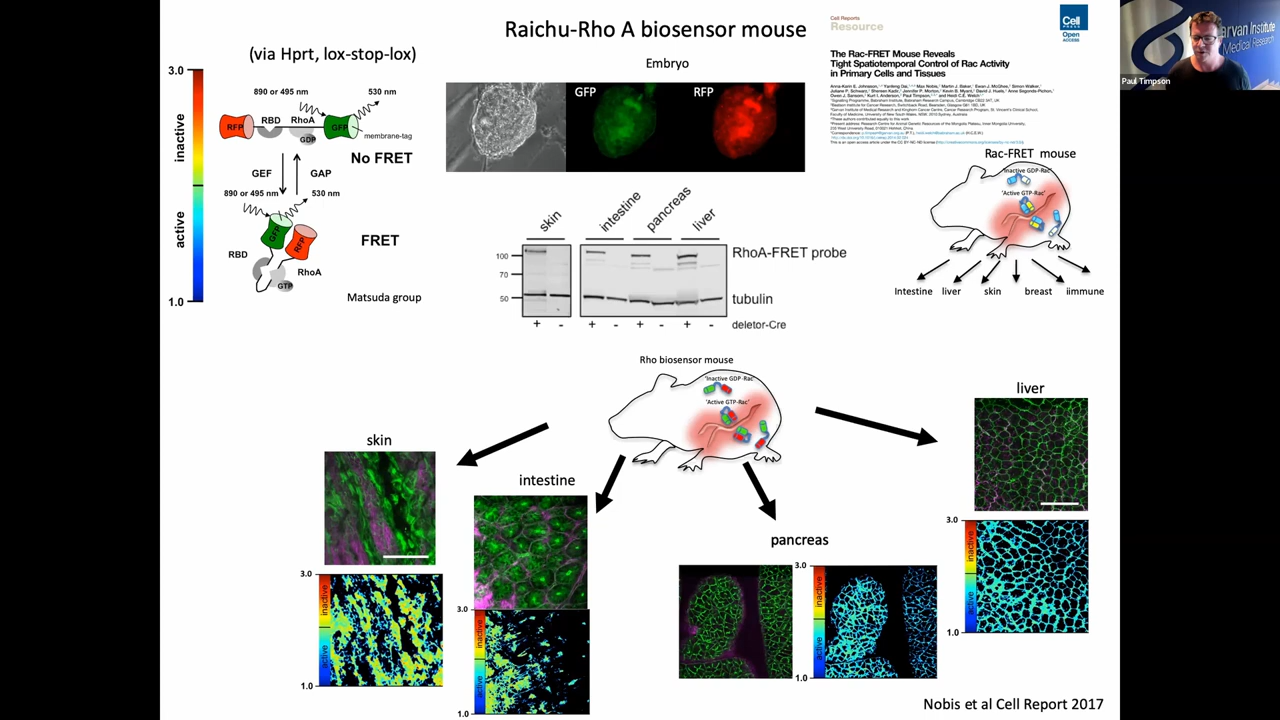 Raichu-Rho A biosensor mouse
(via Hprt, lox-stop-lox)
3.0
inactive
active
1.0
890 or 495 nm
530 nm
RFP
RBD
RhoA
GFP
GDP
membrane-tag
No FRET
GEF
GAP
890 or 495 nm
530 nm
GFP
RFP
FRET
RBD
RhoA
GTP
Matsuda group
Embryo
GFP
RFP
skin
intestine
pancreas
liver
100
70
50
RhoA-FRET probe
tubulin
+ - + - + - + -
deletor-Cre
Cell Reports
Resource
Cell
Press
Open
ACCESS
The Rac-FRET Mouse Reveals
Tight Spatiotemporal Control of Rac Activity
in Primary Cells and Tissues
Rac-FRET mouse
'Inactive GDP-Rac'
'Active GTP-Rac'
Intestine
liver
skin
breast
iimmune
Garvan Institute
Medical Research
Paul Timpson
Rho biosensor mouse
'Inactive GDP-Rac'
'Active GTP-Rac'
skin
3.0
inactive
active
1.0
intestine
3.0
inactive
active
1.0
pancreas
3.0
inactive
active
1.0
liver
3.0
inactive
active
1.0
Nobis et al Cell Report 2017